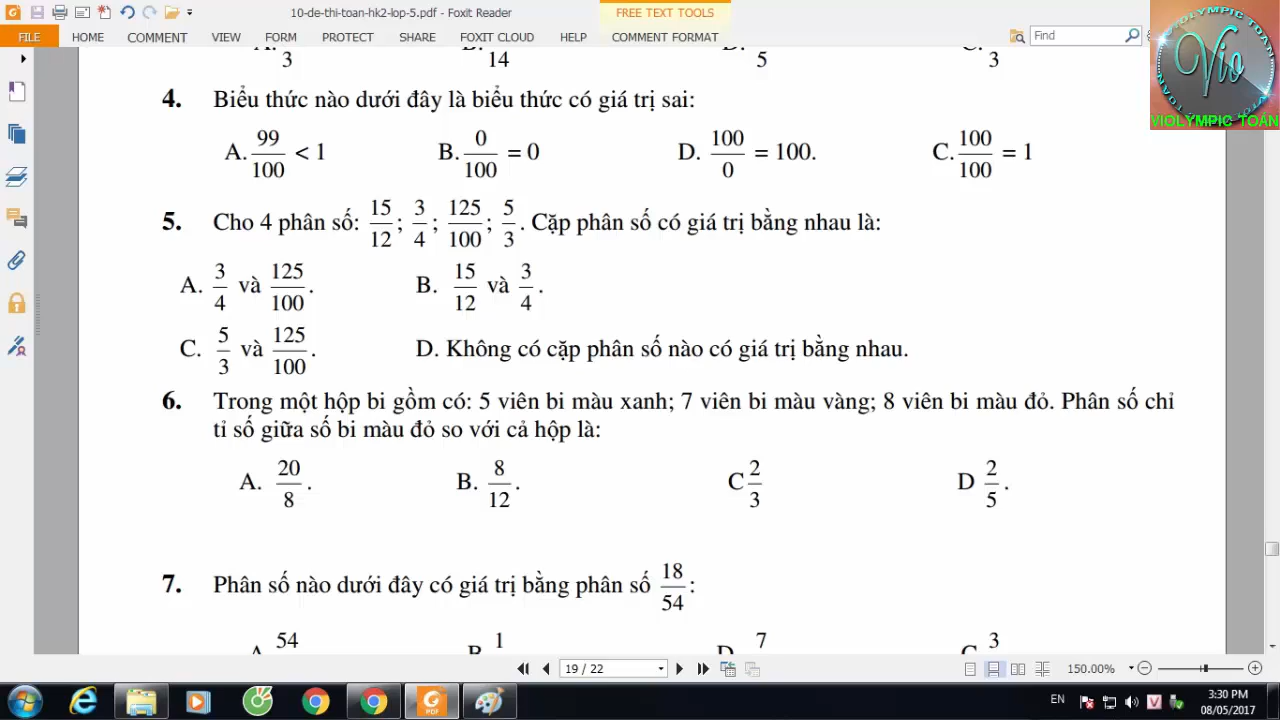 10-de-thi-toan-hk2-lop-5.pdf - Foxit Reader
FREE TEXT TOOLS
FILE HOME COMMENT VIEW FORM PROTECT SHARE FOXIT CLOUD HELP COMMENT FORMAT Find
Vio
VIOLYMPIC TOÁN
3 14 5 3
4. Biểu thức nào dưới đây là biểu thức có giá trị sai:
A. 99/100 < 1 B. 0/100 = 0 D. 100/0 = 100. C. 100/100 = 1
5. Cho 4 phân số: 15/12; 3/4; 125/100; 5/3. Cặp phân số có giá trị bằng nhau là:
A. 3/4 và 125/100. B. 15/12 và 3/4.
C. 5/3 và 125/100. D. Không có cặp phân số nào có giá trị bằng nhau.
6. Trong một hộp bi gồm có: 5 viên bi màu xanh; 7 viên bi màu vàng; 8 viên bi màu đỏ. Phân số chỉ
tỉ số giữa số bi màu đỏ so với cả hộp là:
A. 20/8. B. 8/12. C 2/3 D 2/5.
7. Phân số nào dưới đây có giá trị bằng phân số 18/54:
54 1 7 3
19 / 22 150.00%
EN 3:30 PM
08/05/2017